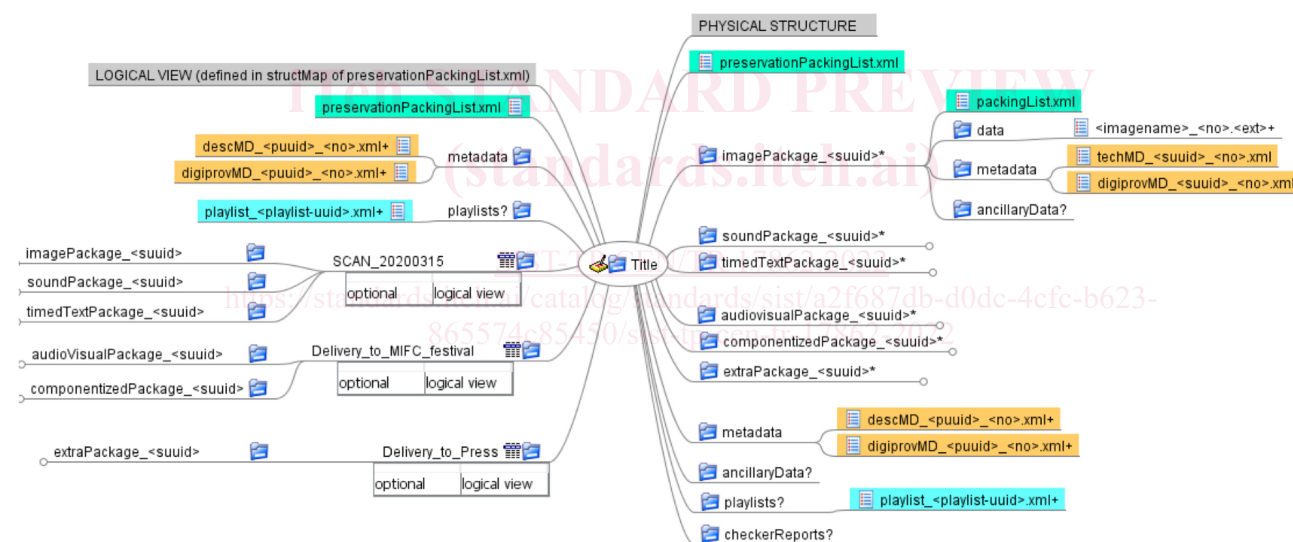 PHYSICAL STRUCTURE
preservationPackingList.xml
LOGICAL VIEW (defined in structMap of preservationPackingList.xml)
preservationPackingList.xml
descMD_<puuid>_<no>.xml+
digiprovMD_<puuid>_<no>.xml+
metadata
playlist_<playlist-uuid>.xml+
playlists?
imagePackage_<suuid>
soundPackage_<suuid>
timedTextPackage_<suuid>
SCAN_20200315
optional logical view
audioVisualPackage_<suuid>
componentizedPackage_<suuid>
Delivery_to_MIFC_festival
optional logical view
extraPackage_<suuid>
Delivery_to_Press
optional logical view
Title
imagePackage_<suuid>*
packingList.xml
data
<imagename>_<no>.<ext>+
metadata
techMD_<suuid>_<no>.xml
digiprovMD_<suuid>_<no>.xml
ancillaryData?
soundPackage_<suuid>*
timedTextPackage_<suuid>*
audiovisualPackage_<suuid>*
componentizedPackage_<suuid>*
extraPackage_<suuid>*
metadata
descMD_<puuid>_<no>.xml+
digiprovMD_<puuid>_<no>.xml+
ancillaryData?
playlists?
playlist_<playlist-uuid>.xml+
checkerReports?
iTeh STANDARD PREVIEW
(standards.iteh.ai)
https://standards.iteh.ai/catalog/standards/sist/a2f687db-d0dc-4cfc-b623-
865574c85450/sist-tp-cen-tr-17862-2022